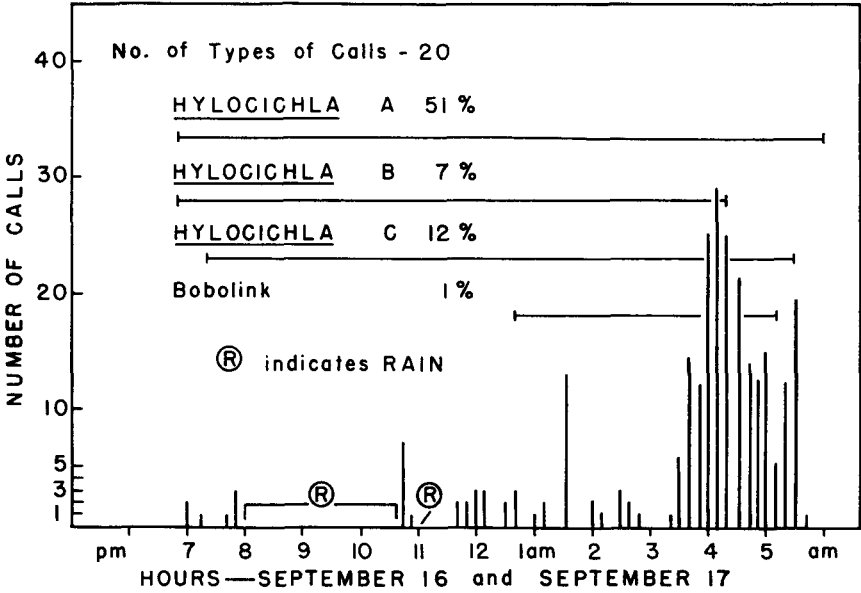 No. of Types of Calls - 20
HYLOCICHLA A 51 %
HYLOCICHLA B 7 %
HYLOCICHLA C 12 %
Bobolink 1 %
Ⓡ indicates RAIN
NUMBER OF CALLS
40
30
20
10
5
3
1
Ⓡ Ⓡ
pm 7 8 9 10 11 12 1am 2 3 4 5 am
HOURS—SEPTEMBER 16 and SEPTEMBER 17